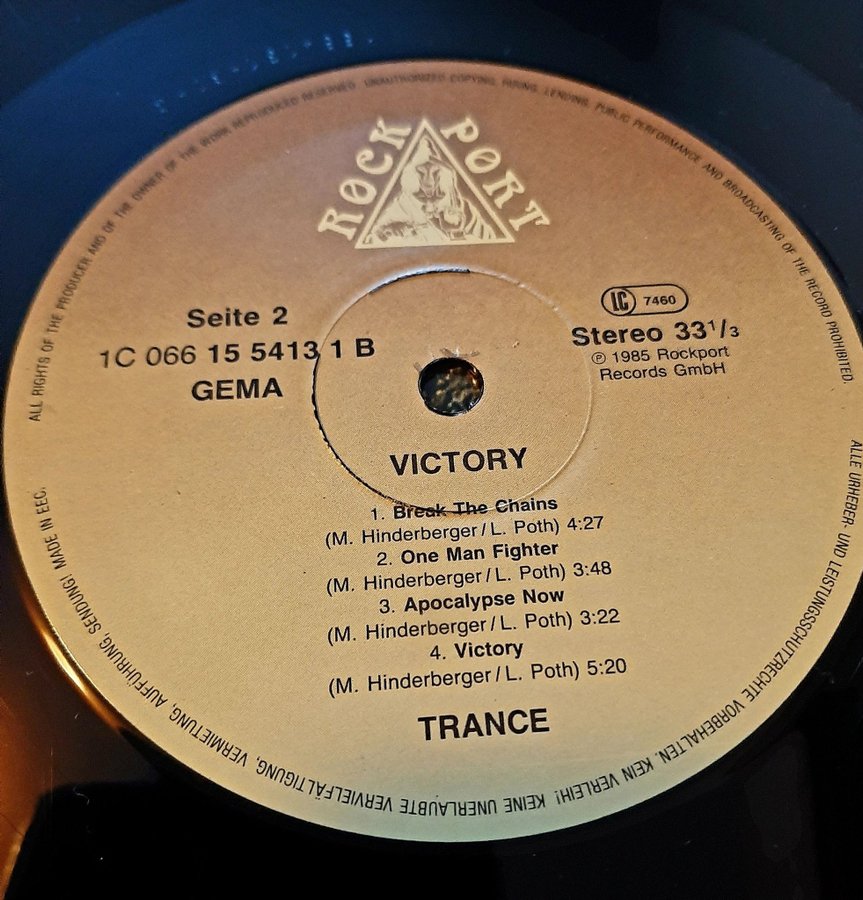 ROCK PORT
Seite 2
1C 066 15 5413 1 B
GEMA
LC 7460
Stereo 33¹/₃
℗ 1985 Rockport
Records GmbH
VICTORY
1. Break The Chains
(M. Hinderberger / L. Poth) 4:27
2. One Man Fighter
(M. Hinderberger / L. Poth) 3:48
3. Apocalypse Now
(M. Hinderberger / L. Poth) 3:22
4. Victory
(M. Hinderberger / L. Poth) 5:20
TRANCE
ALL RIGHTS OF THE PRODUCER AND OF THE OWNER OF THE WORK REPRODUCED RESERVED. UNAUTHORIZED COPYING, HIRING, LENDING, PUBLIC PERFORMANCE AND BROADCASTING OF THE RECORD PROHIBITED.
ALLE URHEBER- UND LEISTUNGSSCHUTZRECHTE VORBEHALTEN. KEIN VERLEIH! KEINE UNERLAUBTE VERVIELFÄLTIGUNG, VERMIETUNG, AUFFÜHRUNG, SENDUNG! MADE IN EEC.